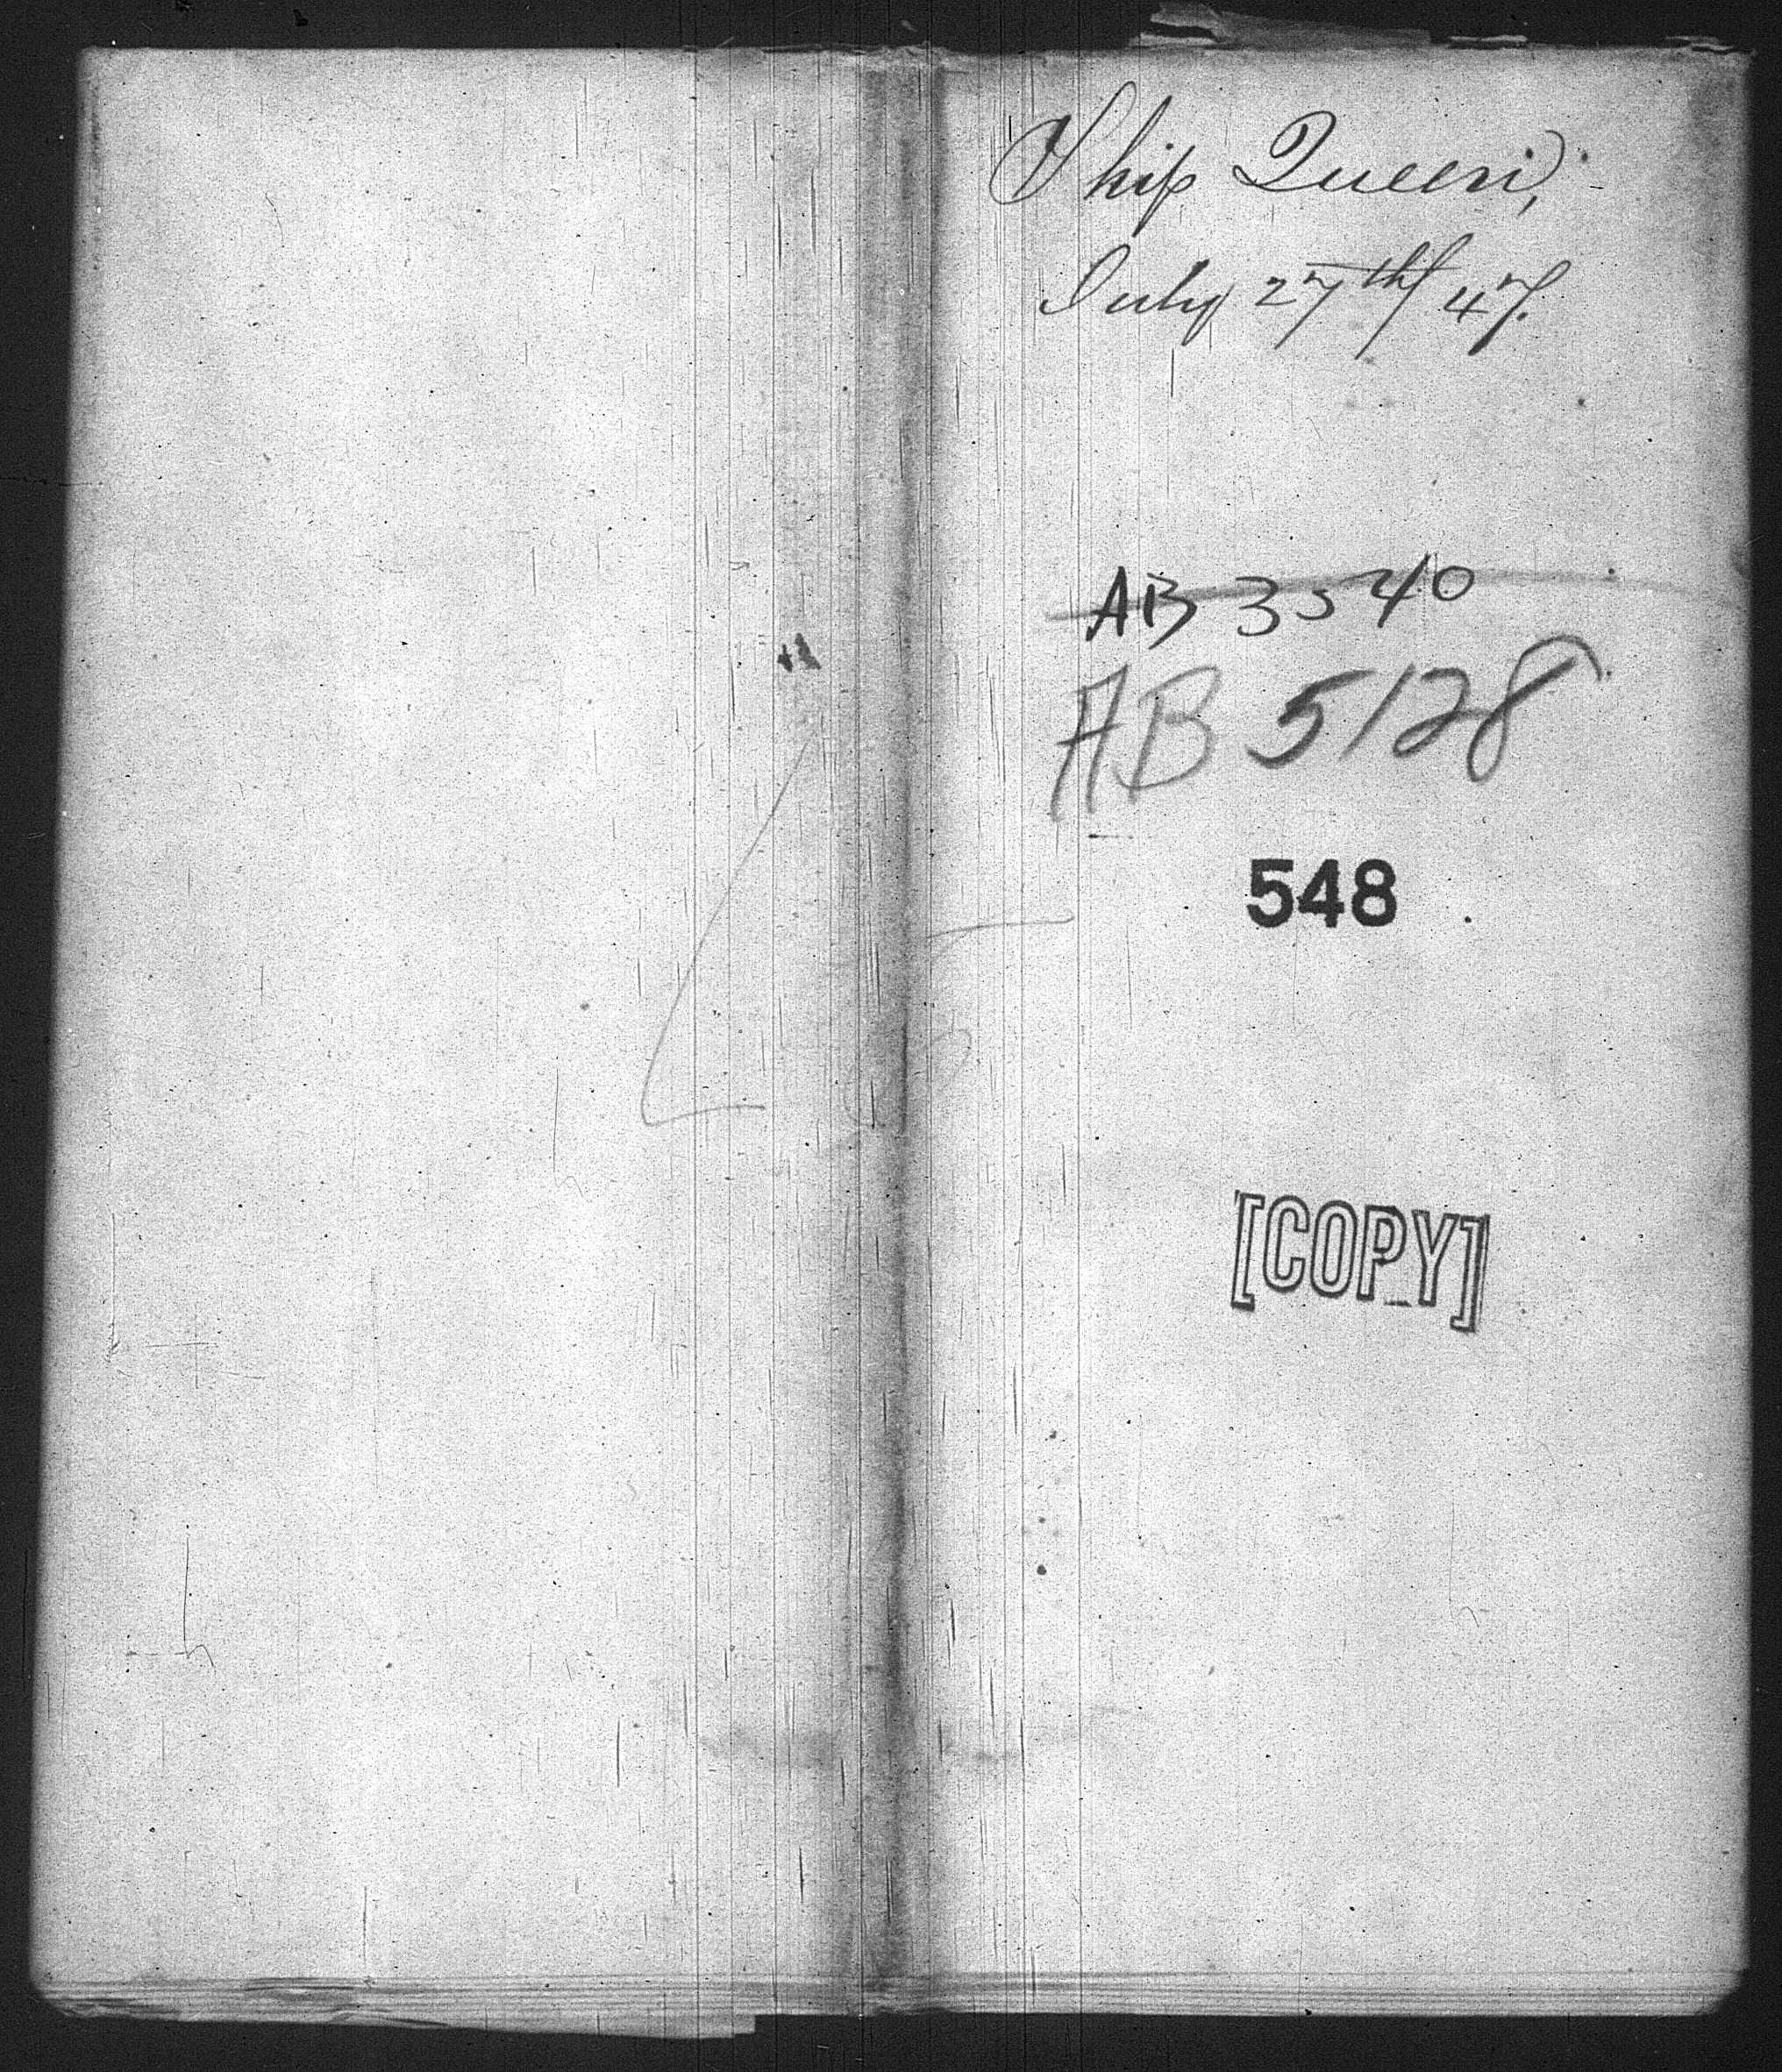 Ship Queen,
July 27th 47.
AB 3540
AB 5128
548
[COPY]